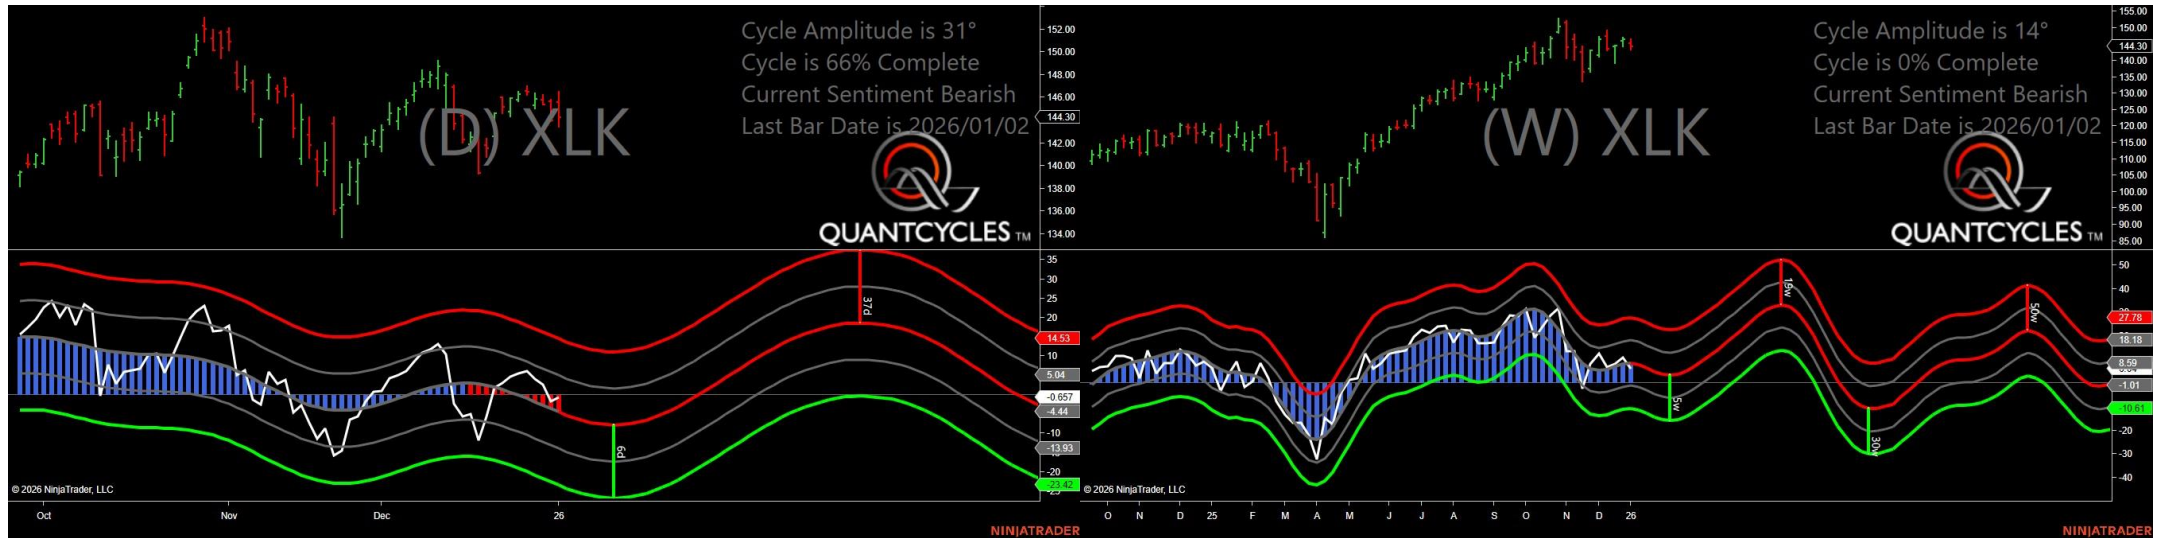 Cycle Amplitude is 31°
Cycle is 66% Complete
Current Sentiment Bearish
Last Bar Date is 2026/01/02
(D) XLK
QUANTCYCLES TM
152.00
150.00
148.00
146.00
144.30
142.00
140.00
138.00
136.00
134.00
37d
6d
35
30
25
20
14.53
10
5.04
-0.657
-4.44
-10
-13.93
-20
-23.42
© 2026 NinjaTrader, LLC
Oct
Nov
Dec
26
NINJATRADER
Cycle Amplitude is 14°
Cycle is 0% Complete
Current Sentiment Bearish
Last Bar Date is 2026/01/02
(W) XLK
QUANTCYCLES TM
155.00
150.00
144.30
140.00
135.00
130.00
125.00
120.00
115.00
110.00
105.00
100.00
95.00
90.00
85.00
19w
50w
5w
30w
50
40
30
27.78
18.18
8.59
-1.01
-10.61
-20
-30
-40
© 2026 NinjaTrader, LLC
O N D 25 F M A M J J A S O N D 26
NINJATRADER